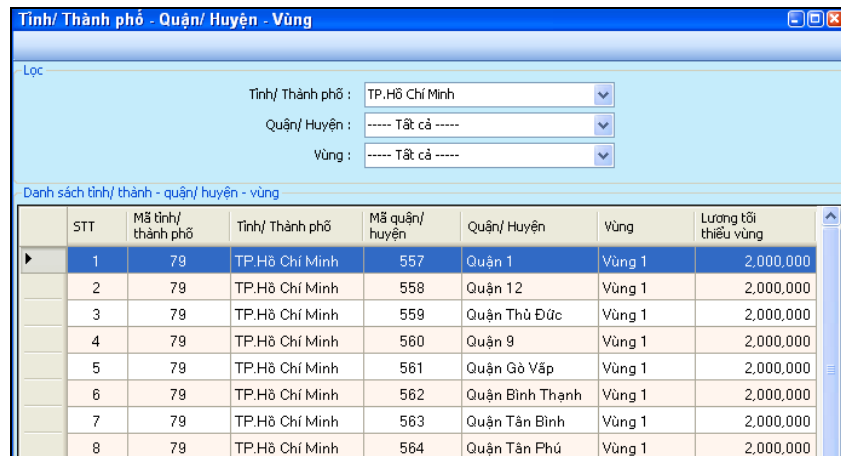 Tỉnh/ Thành phố - Quận/ Huyện - Vùng
Lọc
Tỉnh/ Thành phố : TP.Hồ Chí Minh
Quận/ Huyện : ----- Tất cả -----
Vùng : ----- Tất cả -----
Danh sách tỉnh/ thành - quận/ huyện - vùng
STT Mã tỉnh/ thành phố Tỉnh/ Thành phố Mã quận/ huyện Quận/ Huyện Vùng Lương tối thiểu vùng
1 79 TP.Hồ Chí Minh 557 Quận 1 Vùng 1 2,000,000
2 79 TP.Hồ Chí Minh 558 Quận 12 Vùng 1 2,000,000
3 79 TP.Hồ Chí Minh 559 Quận Thủ Đức Vùng 1 2,000,000
4 79 TP.Hồ Chí Minh 560 Quận 9 Vùng 1 2,000,000
5 79 TP.Hồ Chí Minh 561 Quận Gò Vấp Vùng 1 2,000,000
6 79 TP.Hồ Chí Minh 562 Quận Bình Thạnh Vùng 1 2,000,000
7 79 TP.Hồ Chí Minh 563 Quận Tân Bình Vùng 1 2,000,000
8 79 TP.Hồ Chí Minh 564 Quận Tân Phú Vùng 1 2,000,000